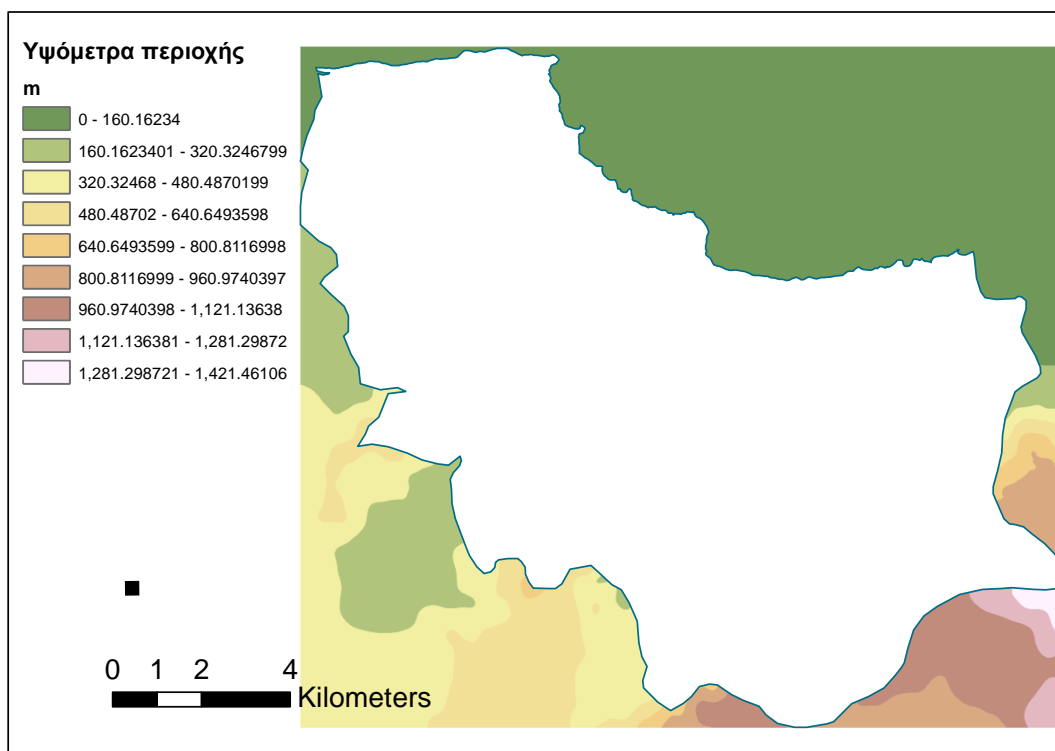 Υψόμετρα περιοχής
m
0 - 160.16234
160.1623401 - 320.3246799
320.32468 - 480.4870199
480.48702 - 640.6493598
640.6493599 - 800.8116998
800.8116999 - 960.9740397
960.9740398 - 1,121.13638
1,121.136381 - 1,281.29872
1,281.298721 - 1,421.46106
0 1 2 4
Kilometers